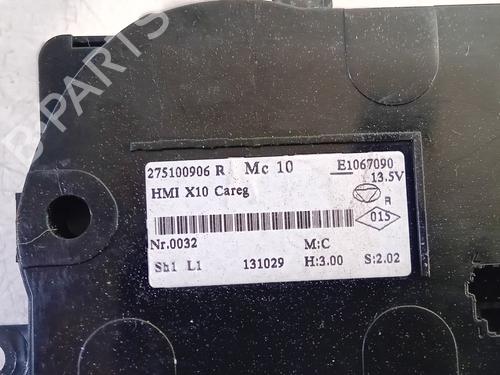 B-PARTS
275100906 R Mc 10 E1067090
HMI X10 Careg 13.5V
R
015
Nr.0032 M:C
Sh1 L1 131029 H:3.00 S:2.02